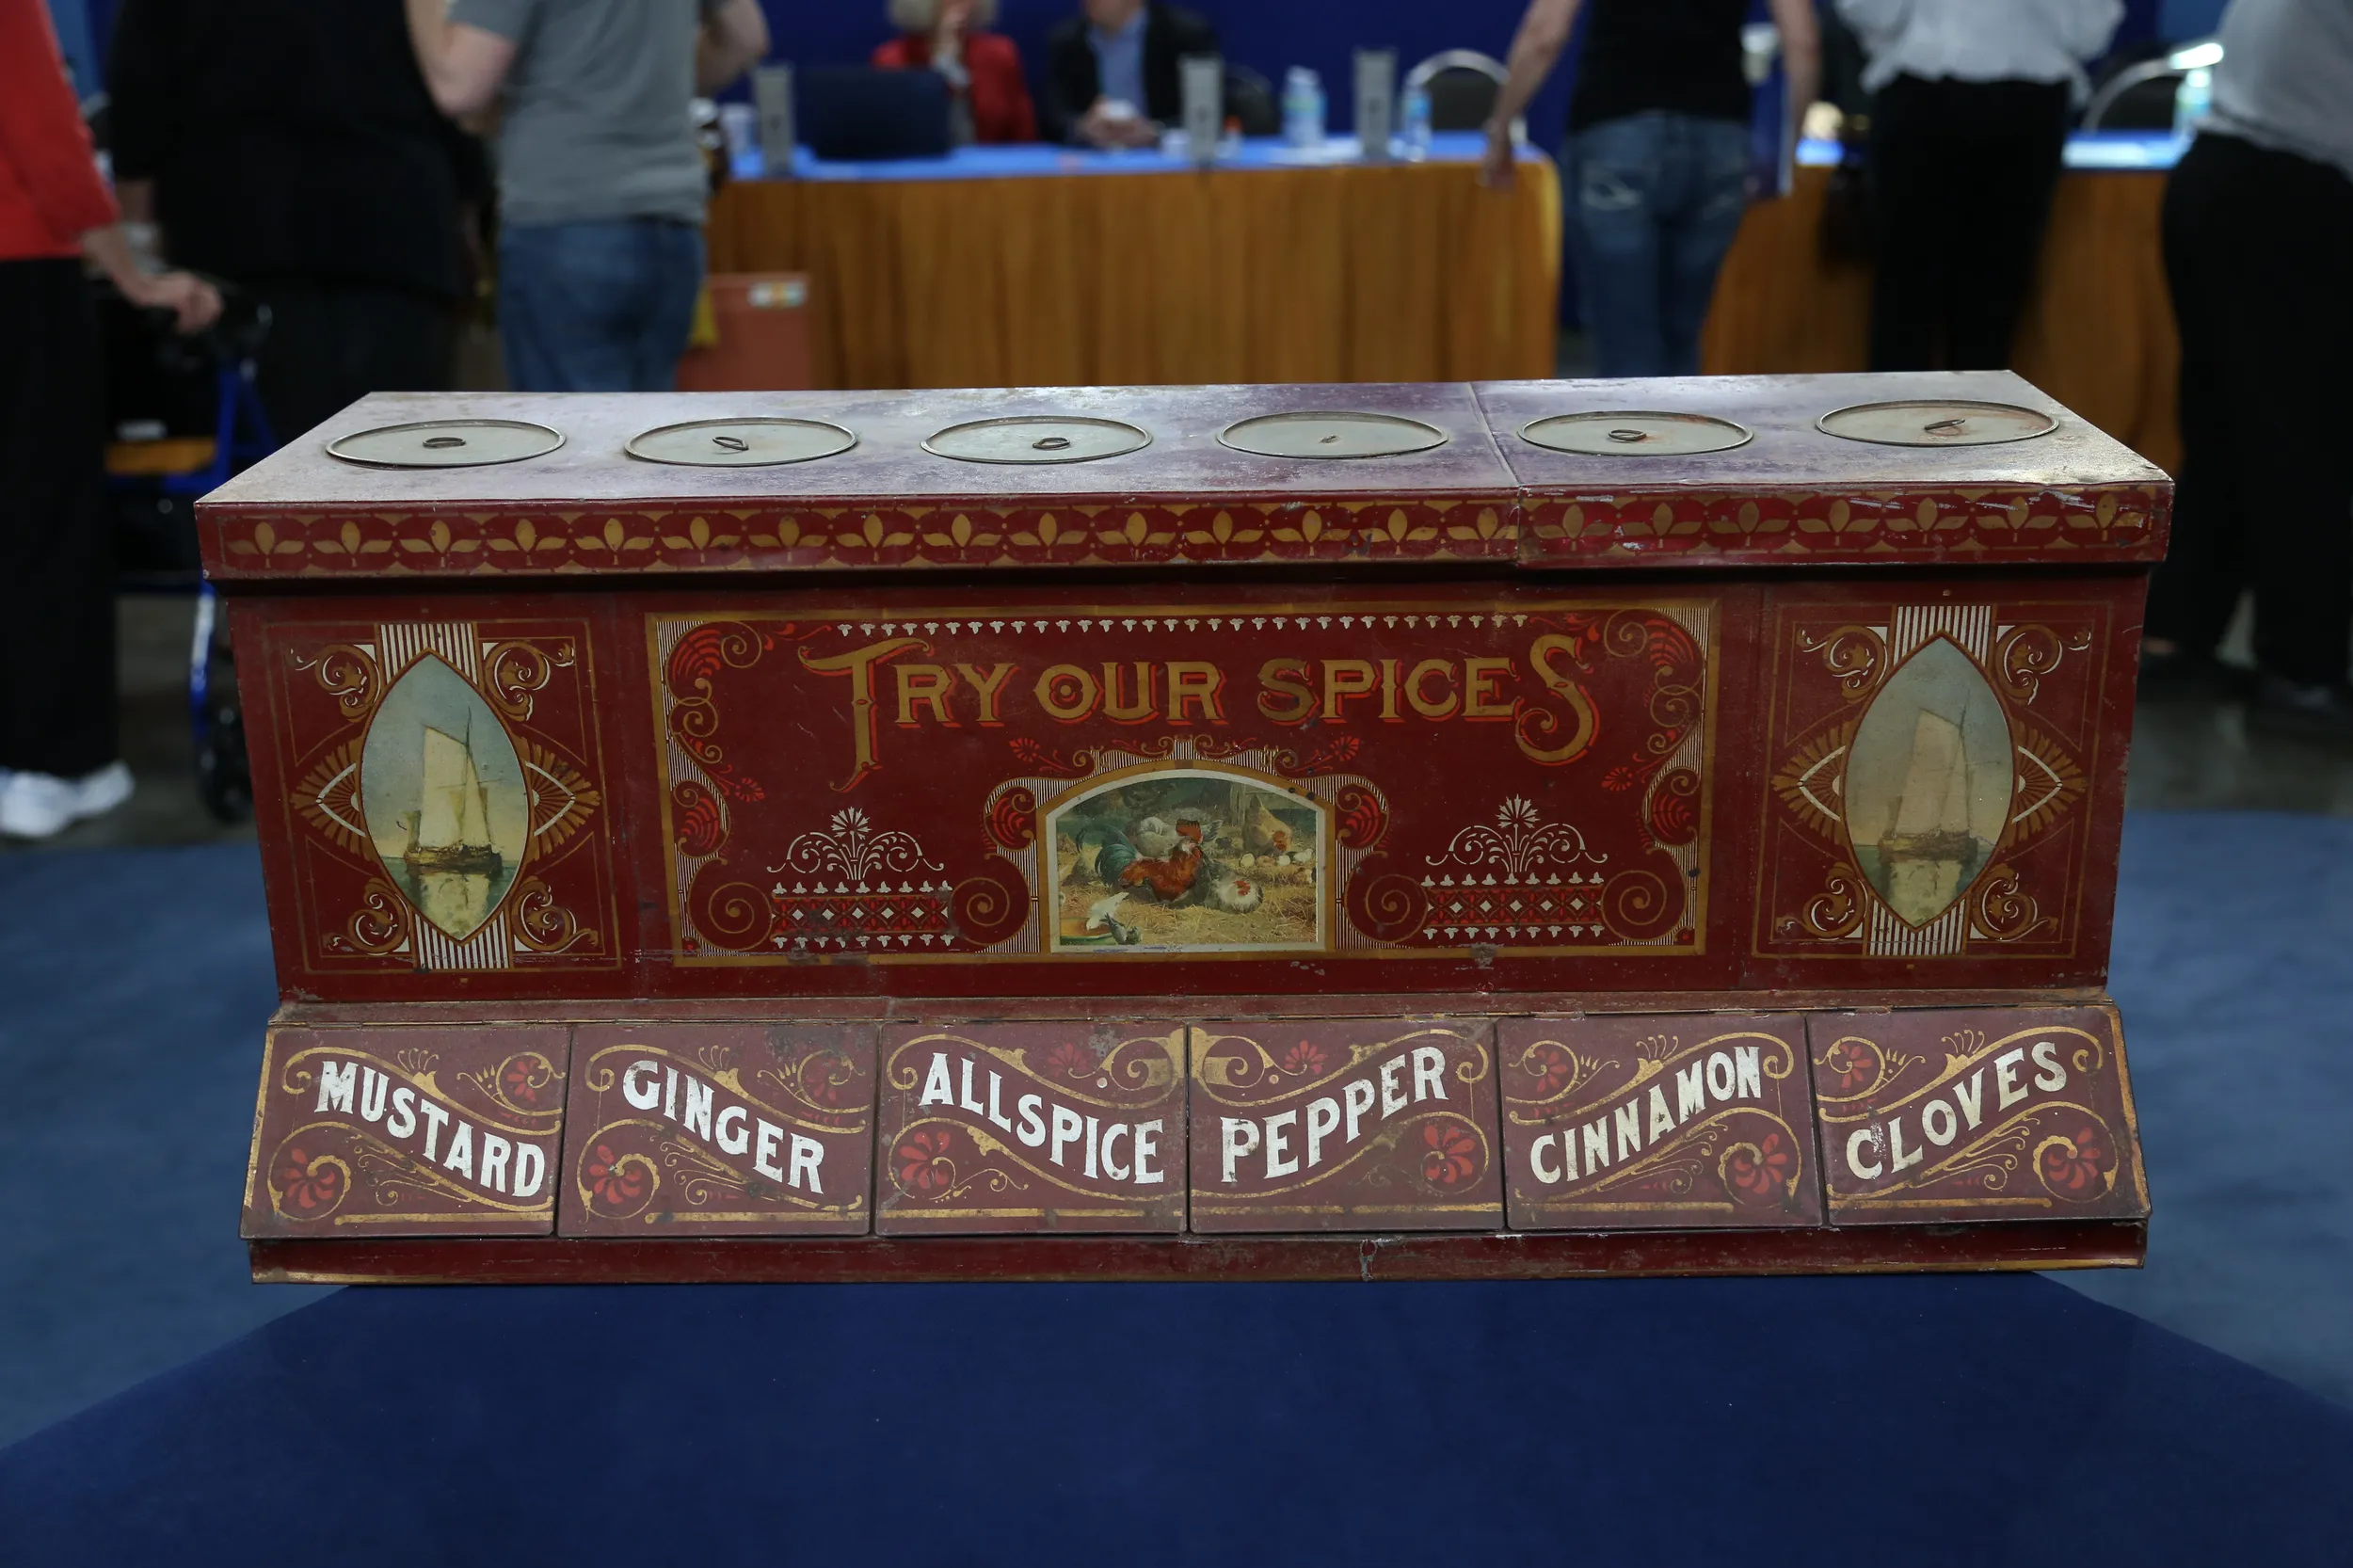 TRY OUR SPICES
MUSTARD
GINGER
ALLSPICE
PEPPER
CINNAMON
CLOVES